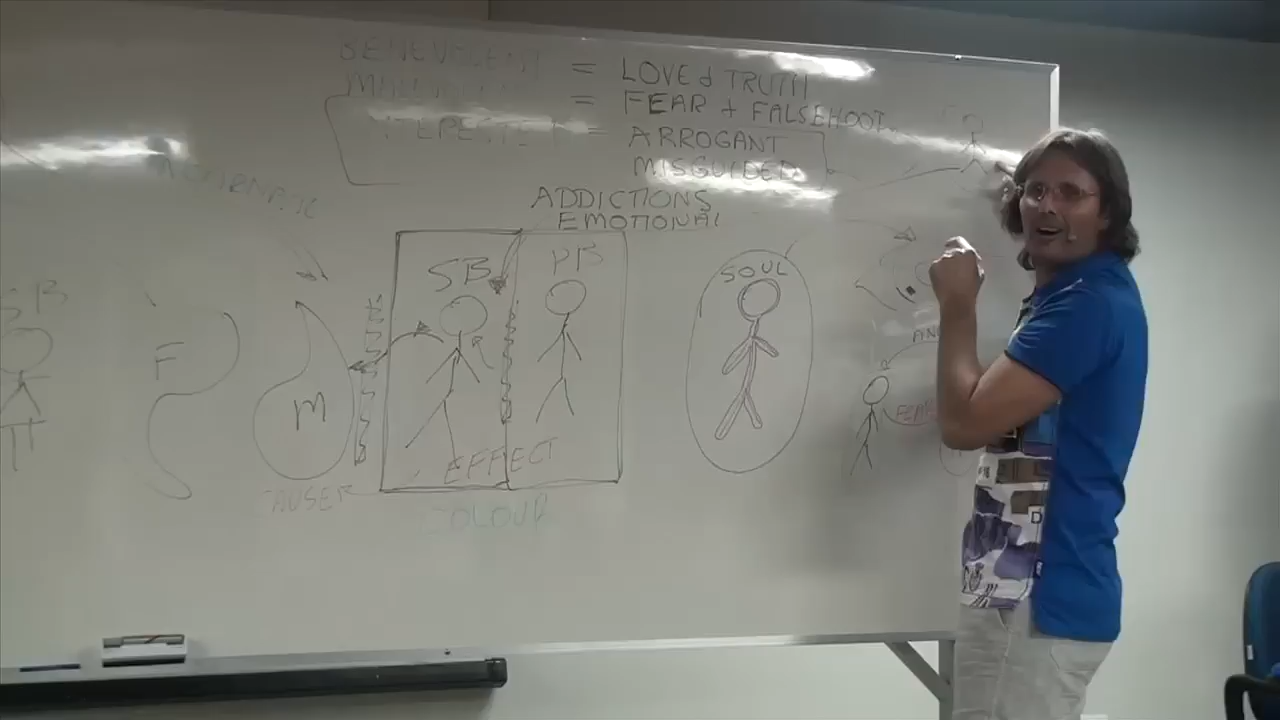 = LOVE & TRUTH
= FEAR + FALSEHOOD
= ARROGANT
MISGUIDED
ADDICTIONS
EMOTIONAL
SB
PB
SOUL
SB
F
M
EFFECT
CAUSER
COLOUR
D